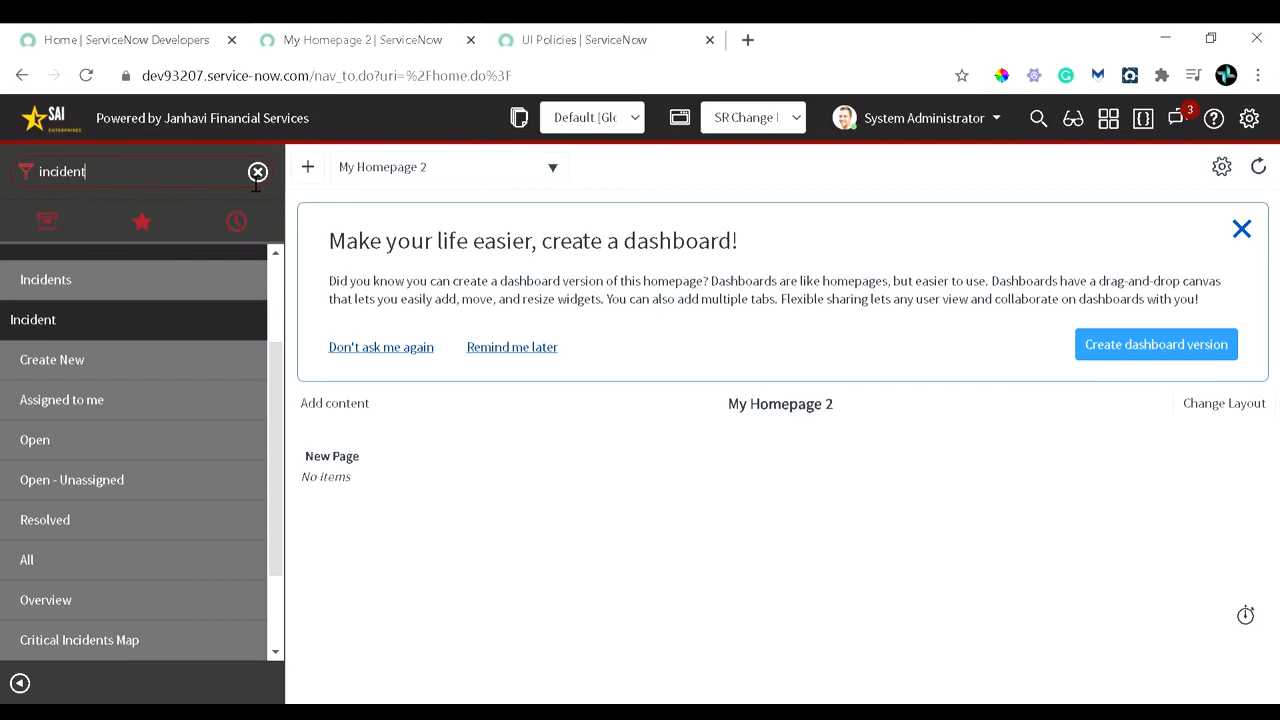 Home | ServiceNow Developers
My Homepage 2 | ServiceNow
UI Policies | ServiceNow
dev93207.service-now.com/nav_to.do?uri=%2Fhome.do%3F
SAI
ENTERPRISES
Powered by Janhavi Financial Services
Default [Glo
SR Change
System Administrator
3
incident
My Homepage 2
Make your life easier, create a dashboard!
Did you know you can create a dashboard version of this homepage? Dashboards are like homepages, but easier to use. Dashboards have a drag-and-drop canvas
that lets you easily add, move, and resize widgets. You can also add multiple tabs. Flexible sharing lets any user view and collaborate on dashboards with you!
Don't ask me again
Remind me later
Create dashboard version
Incidents
Incident
Create New
Assigned to me
Open
Open - Unassigned
Resolved
All
Overview
Critical Incidents Map
Add content
My Homepage 2
Change Layout
New Page
No items